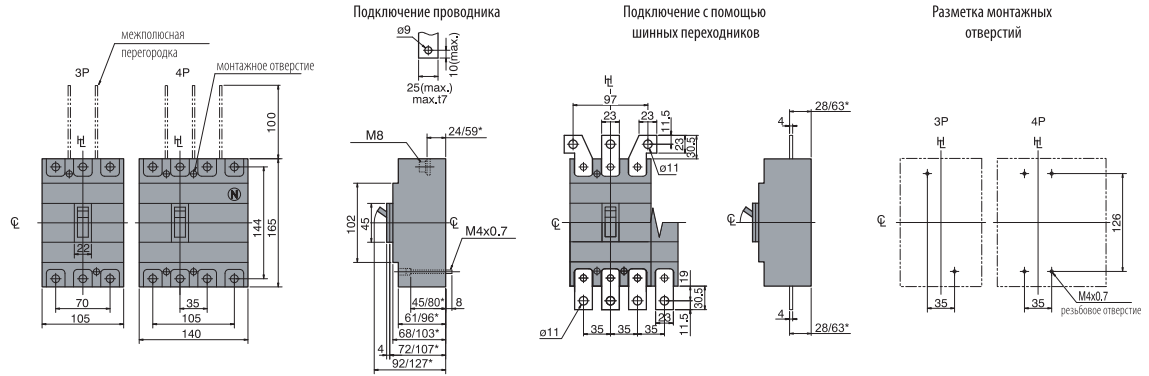 Подключение проводника
Подключение с помощью
шинных переходников
Разметка монтажных
отверстий
межполюсная
перегородка
3P
4P
монтажное отверстие
100
H
L
N
144
165
22
70
105
35
105
140
ø9
10(max.)
25(max.)
max.t7
M8
24/59*
102
45
M4x0.7
45/80*
8
61/96*
68/103*
4
72/107*
92/127*
H
L
97
23
23
11.5
23
30.5
ø11
19
30.5
11.5
23
ø11
35
35
35
28/63*
4
4
28/63*
3P
4P
H
L
H
L
126
35
35
M4x0.7
резьбовое отверстие